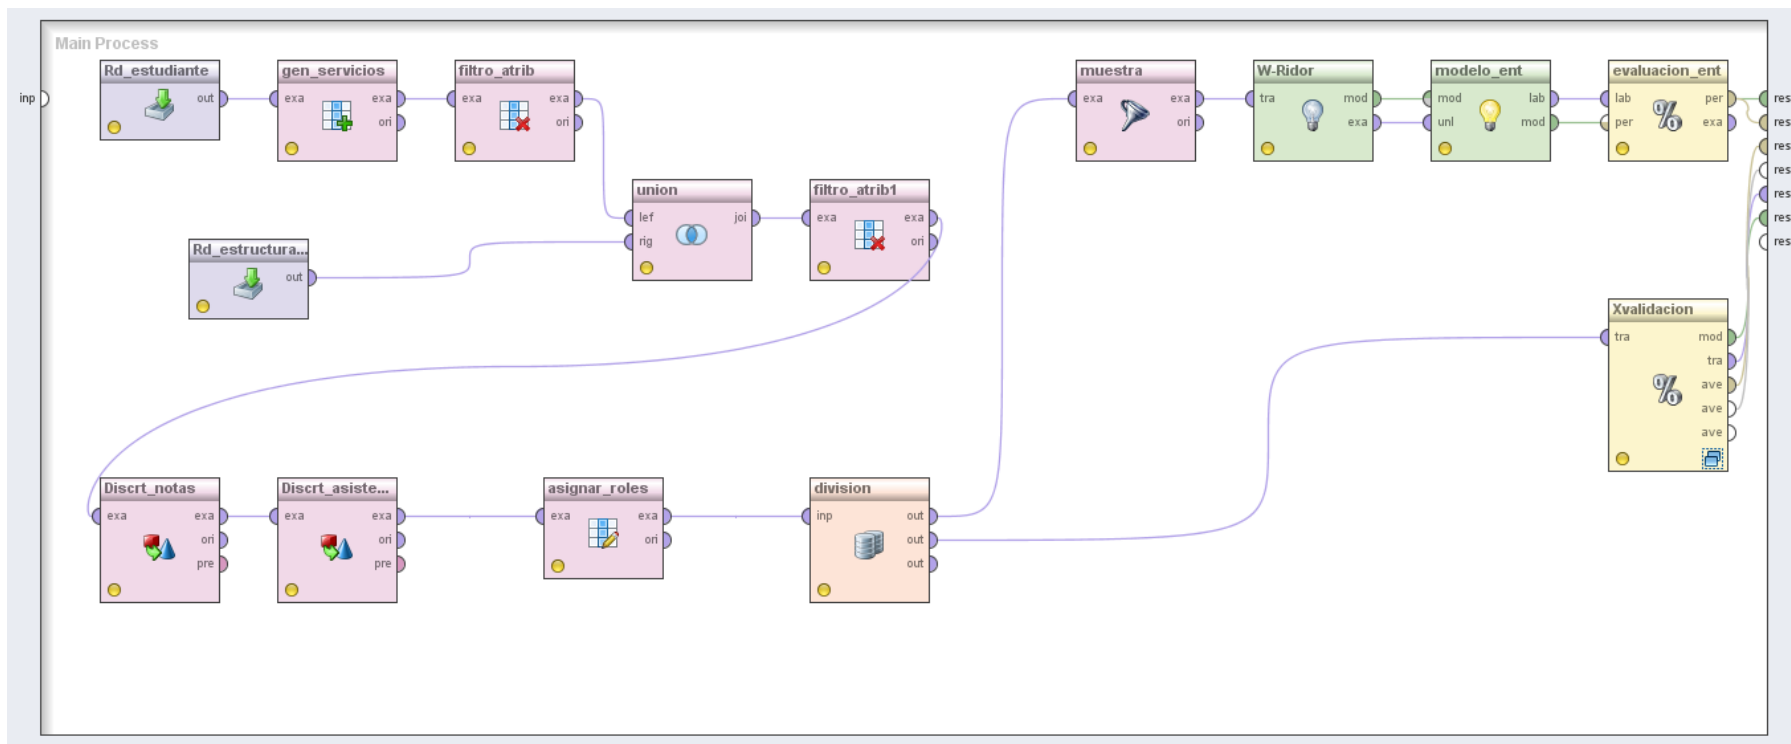 Main Process
inp
Rd_estudiante
out
gen_servicios
exa exa
ori
filtro_atrib
exa exa
ori
muestra
exa exa
ori
W-Ridor
tra mod
exa
modelo_ent
mod lab
unl mod
evaluacion_ent
lab per
per exa
res
res
res
res
res
res
res
union
lef joi
rig
filtro_atrib1
exa exa
ori
Rd_estructura...
out
Xvalidacion
tra mod
tra
ave
ave
ave
Discrt_notas
exa exa
ori
pre
Discrt_asiste...
exa exa
ori
pre
asignar_roles
exa exa
ori
division
inp out
out
out